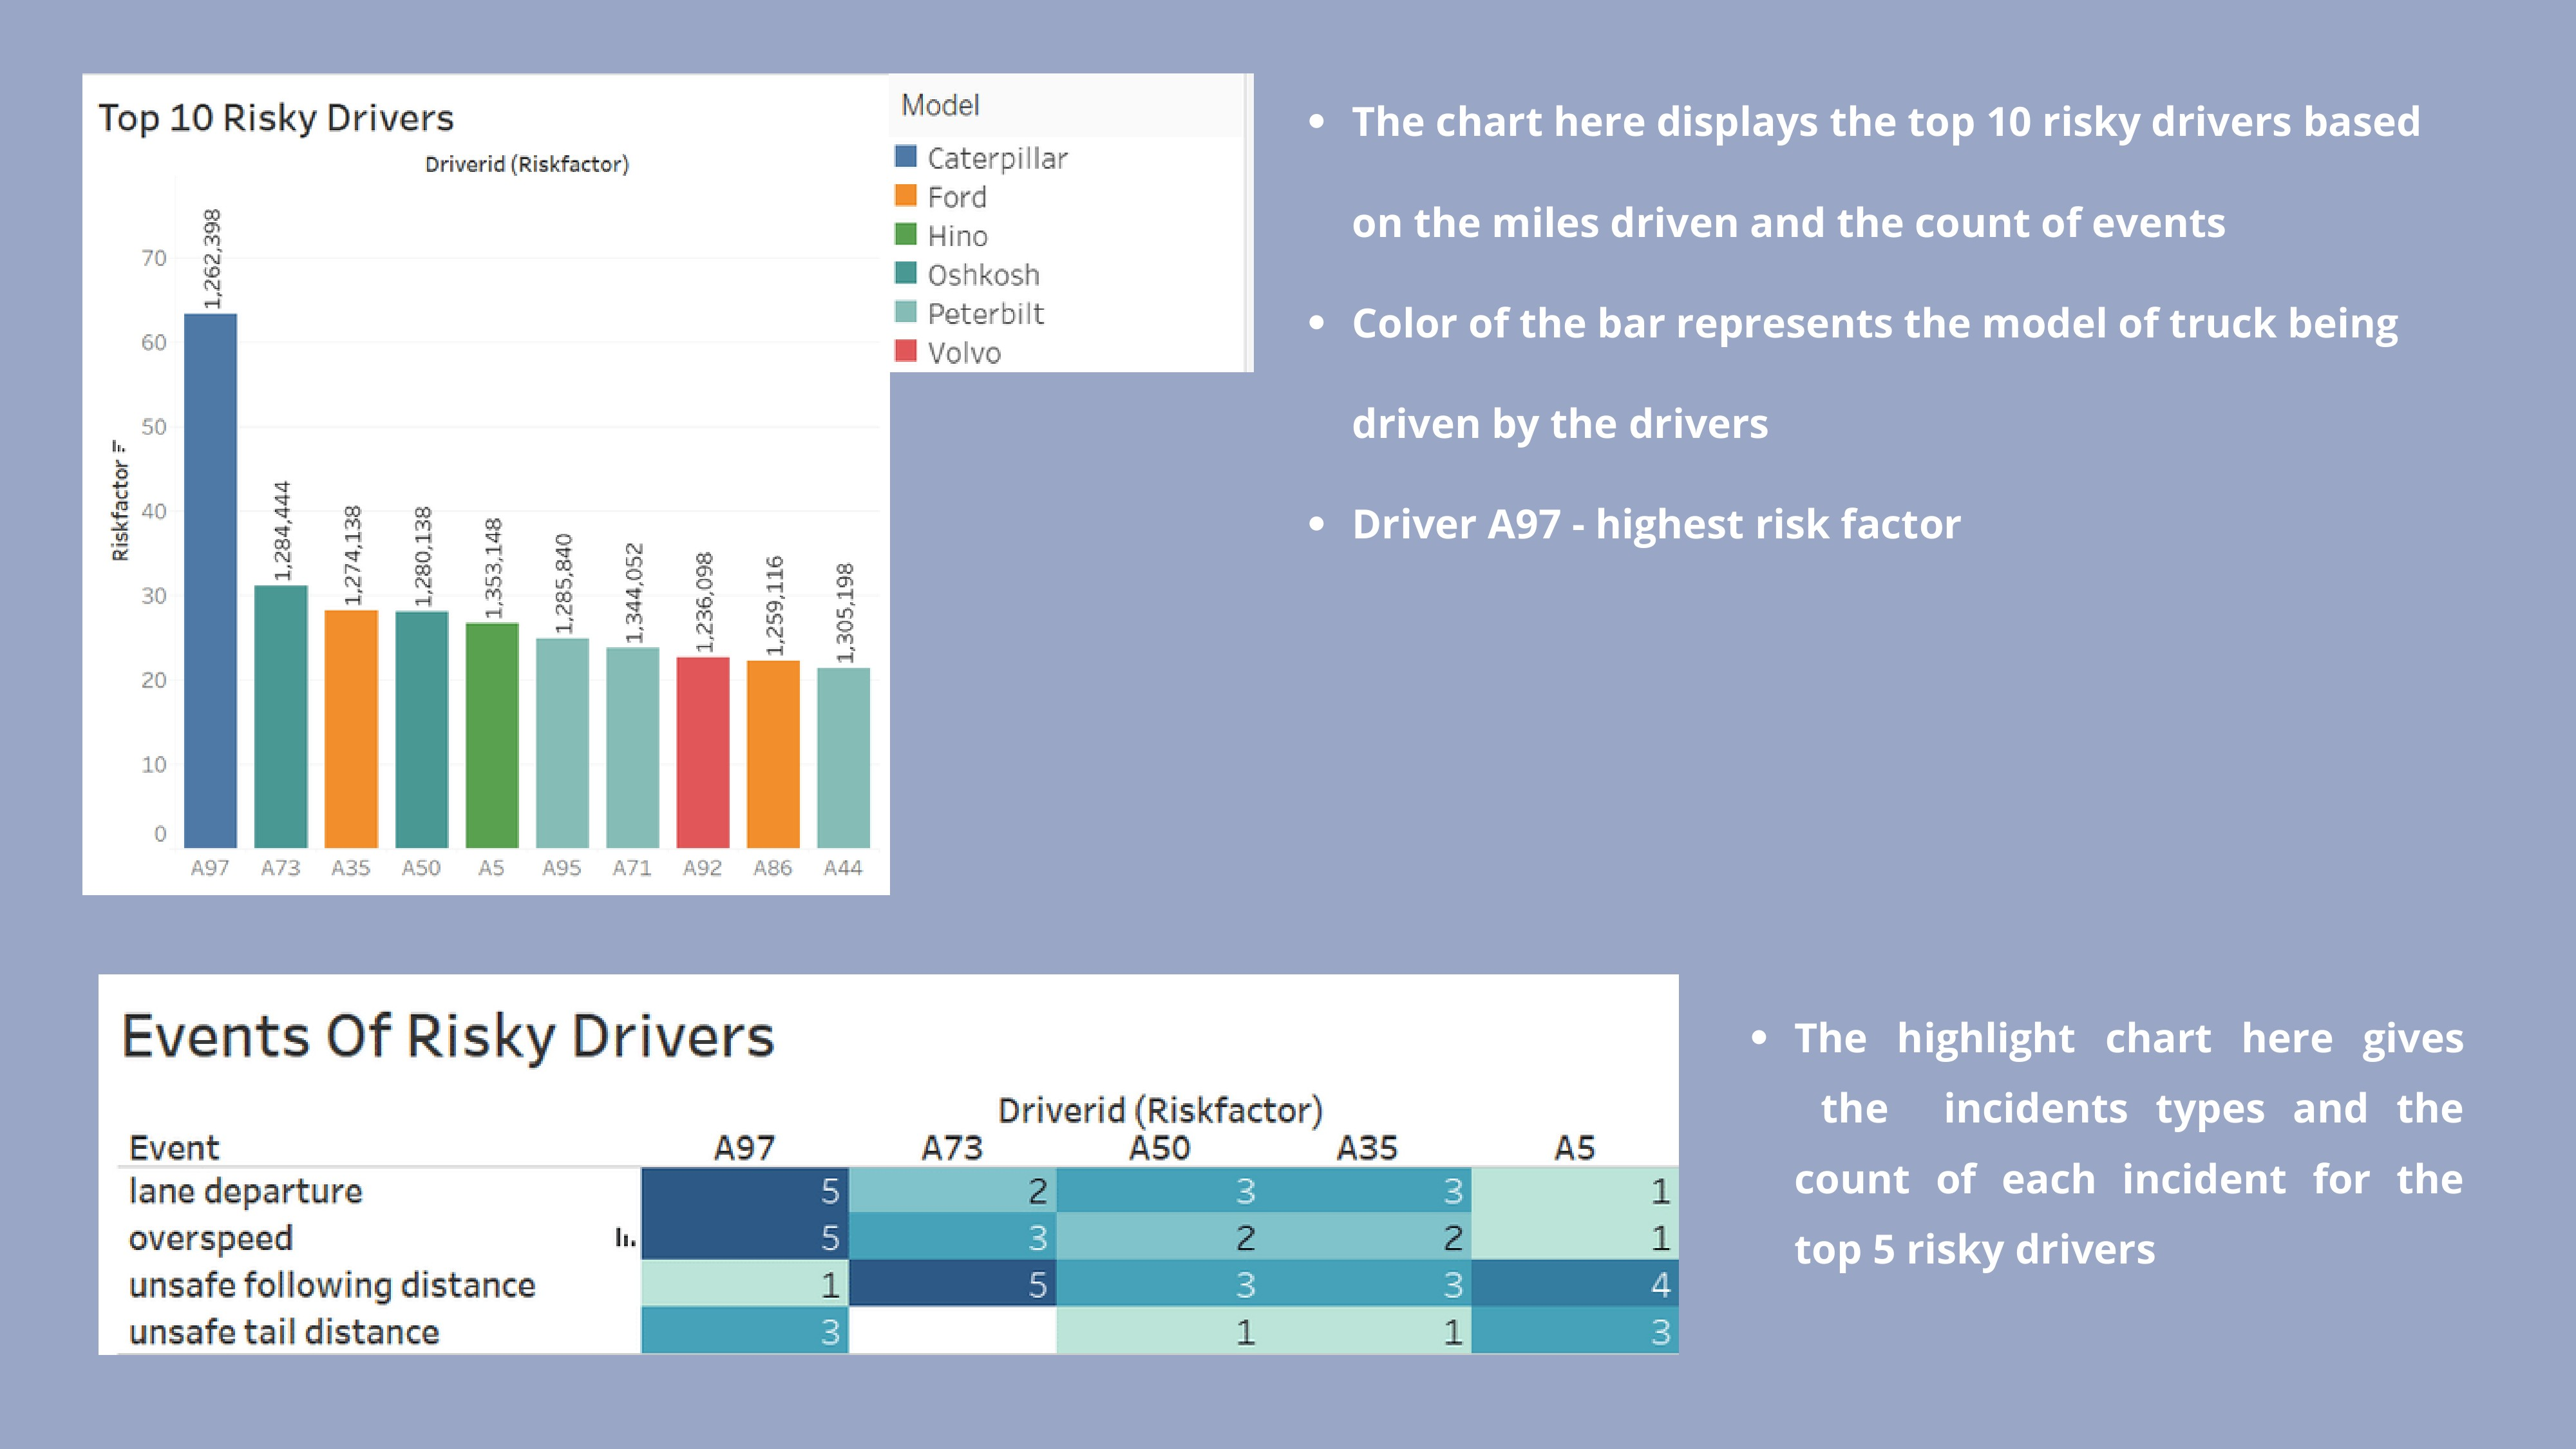 Top 10 Risky Drivers
Driverid (Riskfactor)
Riskfactor
70
60
50
40
30
20
10
0
1,262,398
1,284,444
1,274,138
1,280,138
1,353,148
1,285,840
1,344,052
1,236,098
1,259,116
1,305,198
A97 A73 A35 A50 A5 A95 A71 A92 A86 A44
Model
Caterpillar
Ford
Hino
Oshkosh
Peterbilt
Volvo
• The chart here displays the top 10 risky drivers based
on the miles driven and the count of events
• Color of the bar represents the model of truck being
driven by the drivers
• Driver A97 - highest risk factor
Events Of Risky Drivers
Driverid (Riskfactor)
Event A97 A73 A50 A35 A5
lane departure 5 2 3 3 1
overspeed 5 3 2 2 1
unsafe following distance 1 5 3 3 4
unsafe tail distance 3 1 1 3
• The highlight chart here gives
the incidents types and the
count of each incident for the
top 5 risky drivers